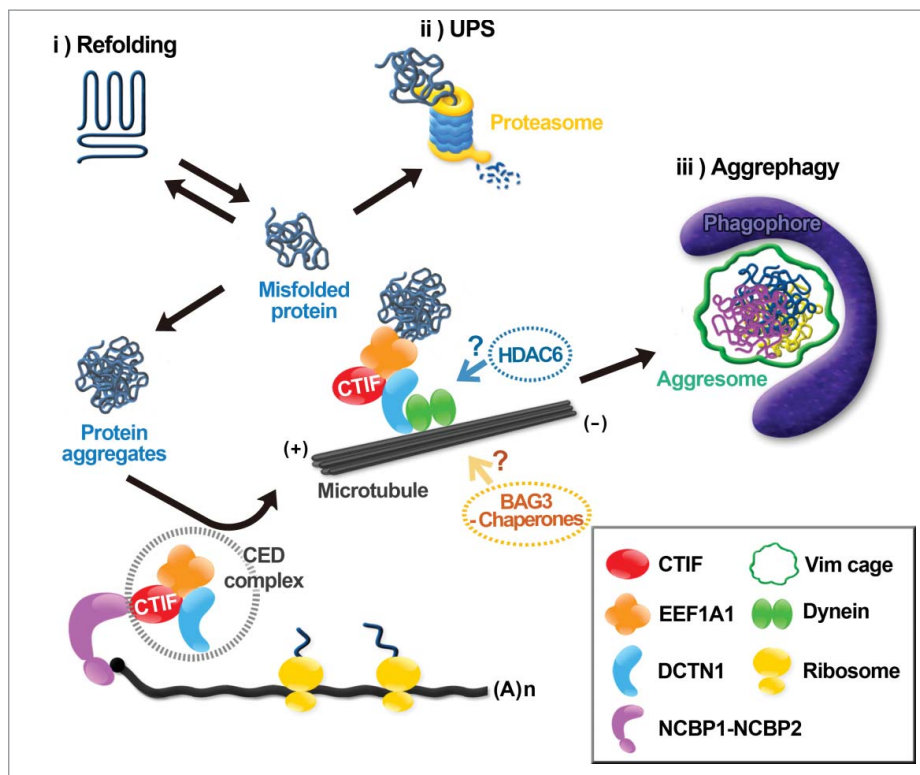 i ) Refolding
ii ) UPS
Proteasome
iii ) Aggrephagy
Phagophore
Misfolded
protein
?
HDAC6
CTIF
Aggresome
Protein
aggregates
(+)
(−)
Microtubule
?
BAG3
- Chaperones
CED
complex
CTIF
(A)n
CTIF
Vim cage
EEF1A1
Dynein
DCTN1
Ribosome
NCBP1-NCBP2